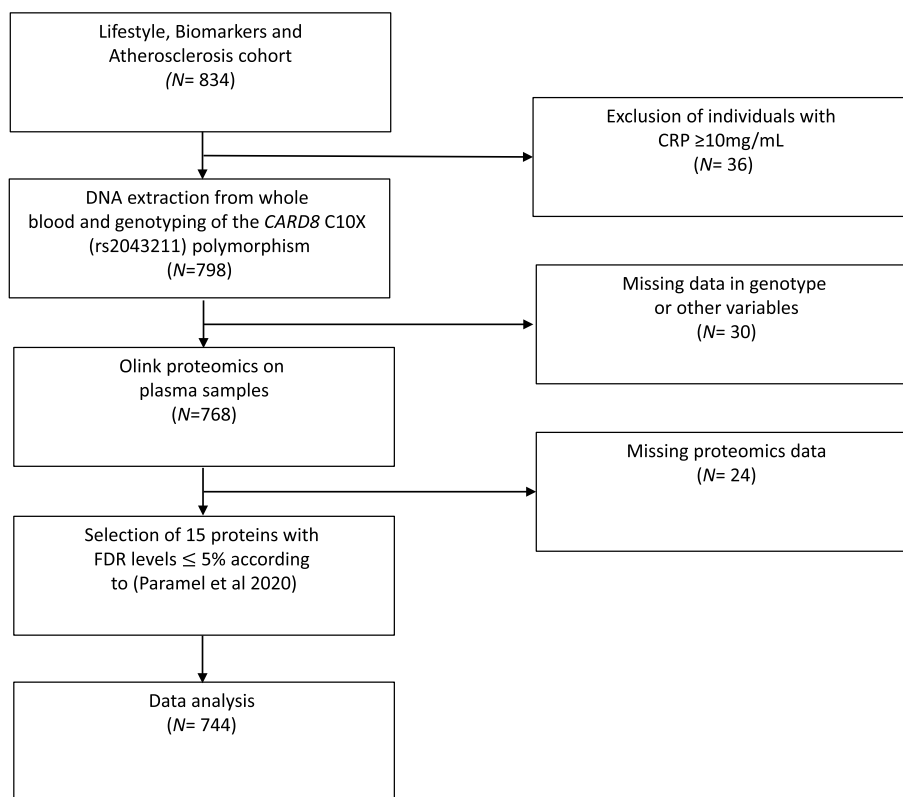 Lifestyle, Biomarkers and
Atherosclerosis cohort
(N= 834)
Exclusion of individuals with
CRP ≥10mg/mL
(N= 36)
DNA extraction from whole
blood and genotyping of the CARD8 C10X
(rs2043211) polymorphism
(N=798)
Missing data in genotype
or other variables
(N= 30)
Olink proteomics on
plasma samples
(N=768)
Missing proteomics data
(N= 24)
Selection of 15 proteins with
FDR levels ≤ 5% according
to (Paramel et al 2020)
Data analysis
(N= 744)